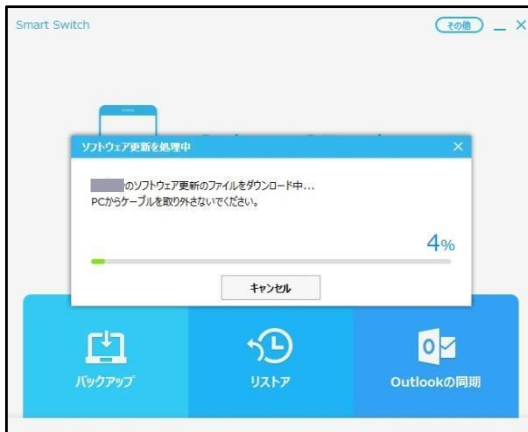 Smart Switch
その他
ソフトウェア更新を処理中
のソフトウェア更新のファイルをダウンロード中...
PCからケーブルを取り外さないでください。
4%
キャンセル
バックアップ
リストア
Outlookの同期